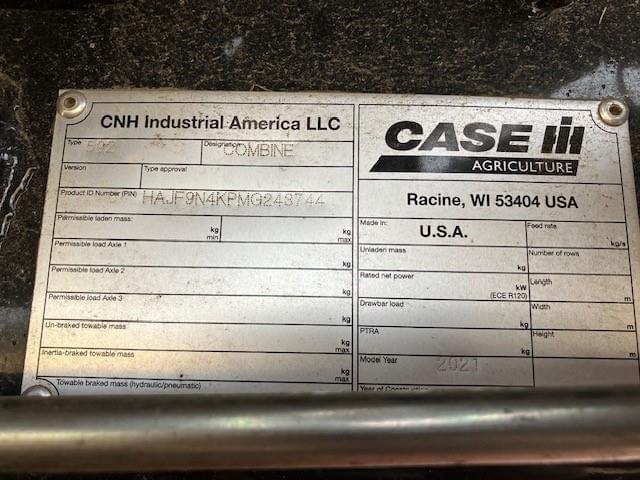 CNH Industrial America LLC
Type 592 Designation COMBINE
Version Type approval
Product ID Number (PIN) HAJF9N4KPMG248744
Permissible laden mass: kg min kg max
Permissible load Axle 1 kg
Permissible load Axle 2 kg
Permissible load Axle 3 kg
Un-braked towable mass kg max
Inertia-braked towable mass kg max
Towable braked mass (hydraulic/pneumatic)
CASE IH
AGRICULTURE
Racine, WI 53404 USA
Made in: U.S.A. Feed rate kg/s
Unladen mass kg Number of rows
Rated net power kW (ECE R120) Length m
Drawbar load kg Width m
PTRA kg Height m
Model Year 2021
Year of Construction